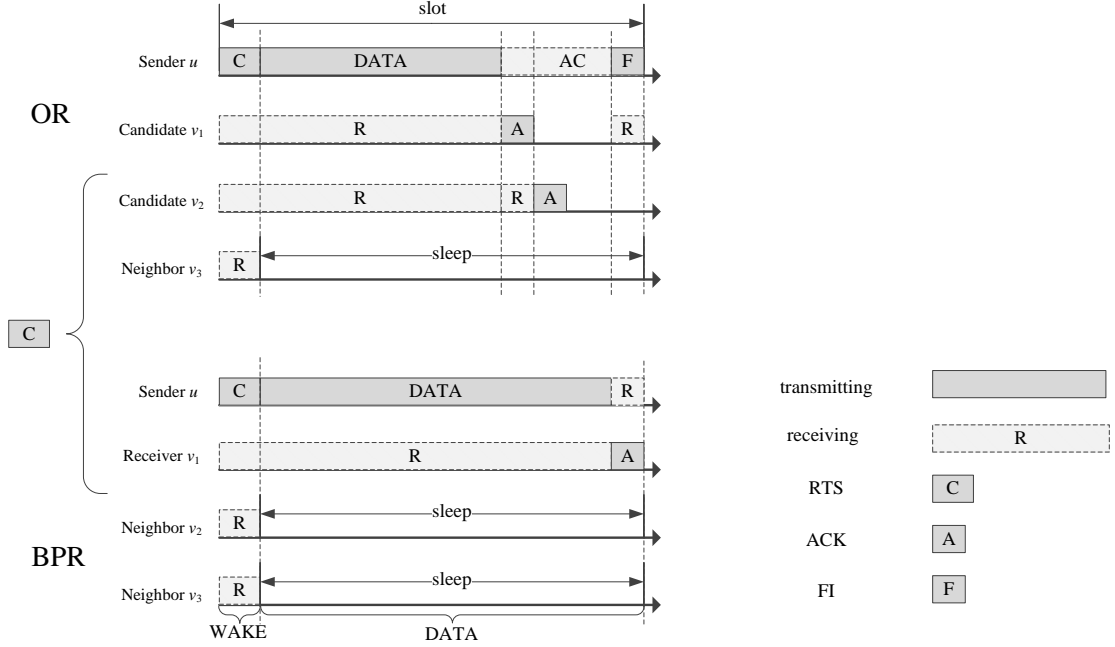 slot
Sender u C DATA AC F
OR
Candidate v1 R A R
Candidate v2 R R A
Neighbor v3 R sleep
C
Sender u C DATA R
Receiver v1 R A
Neighbor v2 R sleep
BPR
Neighbor v3 R sleep
WAKE DATA
transmitting
receiving R
RTS C
ACK A
FI F